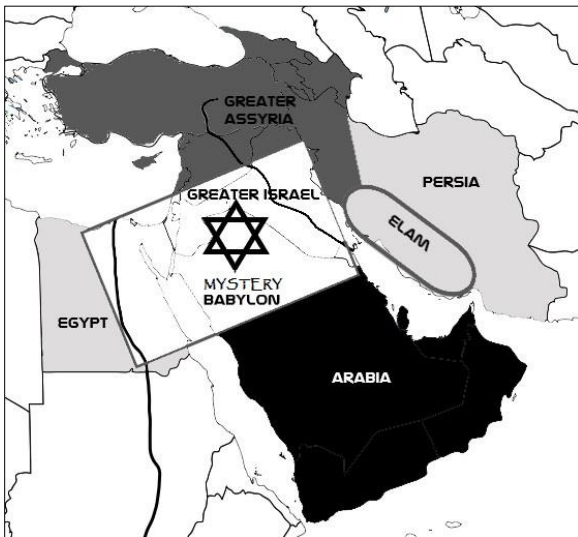 GREATER
ASSYRIA
PERSIA
GREATER ISRAEL
ELAM
MYSTERY
BABYLON
EGYPT
ARABIA